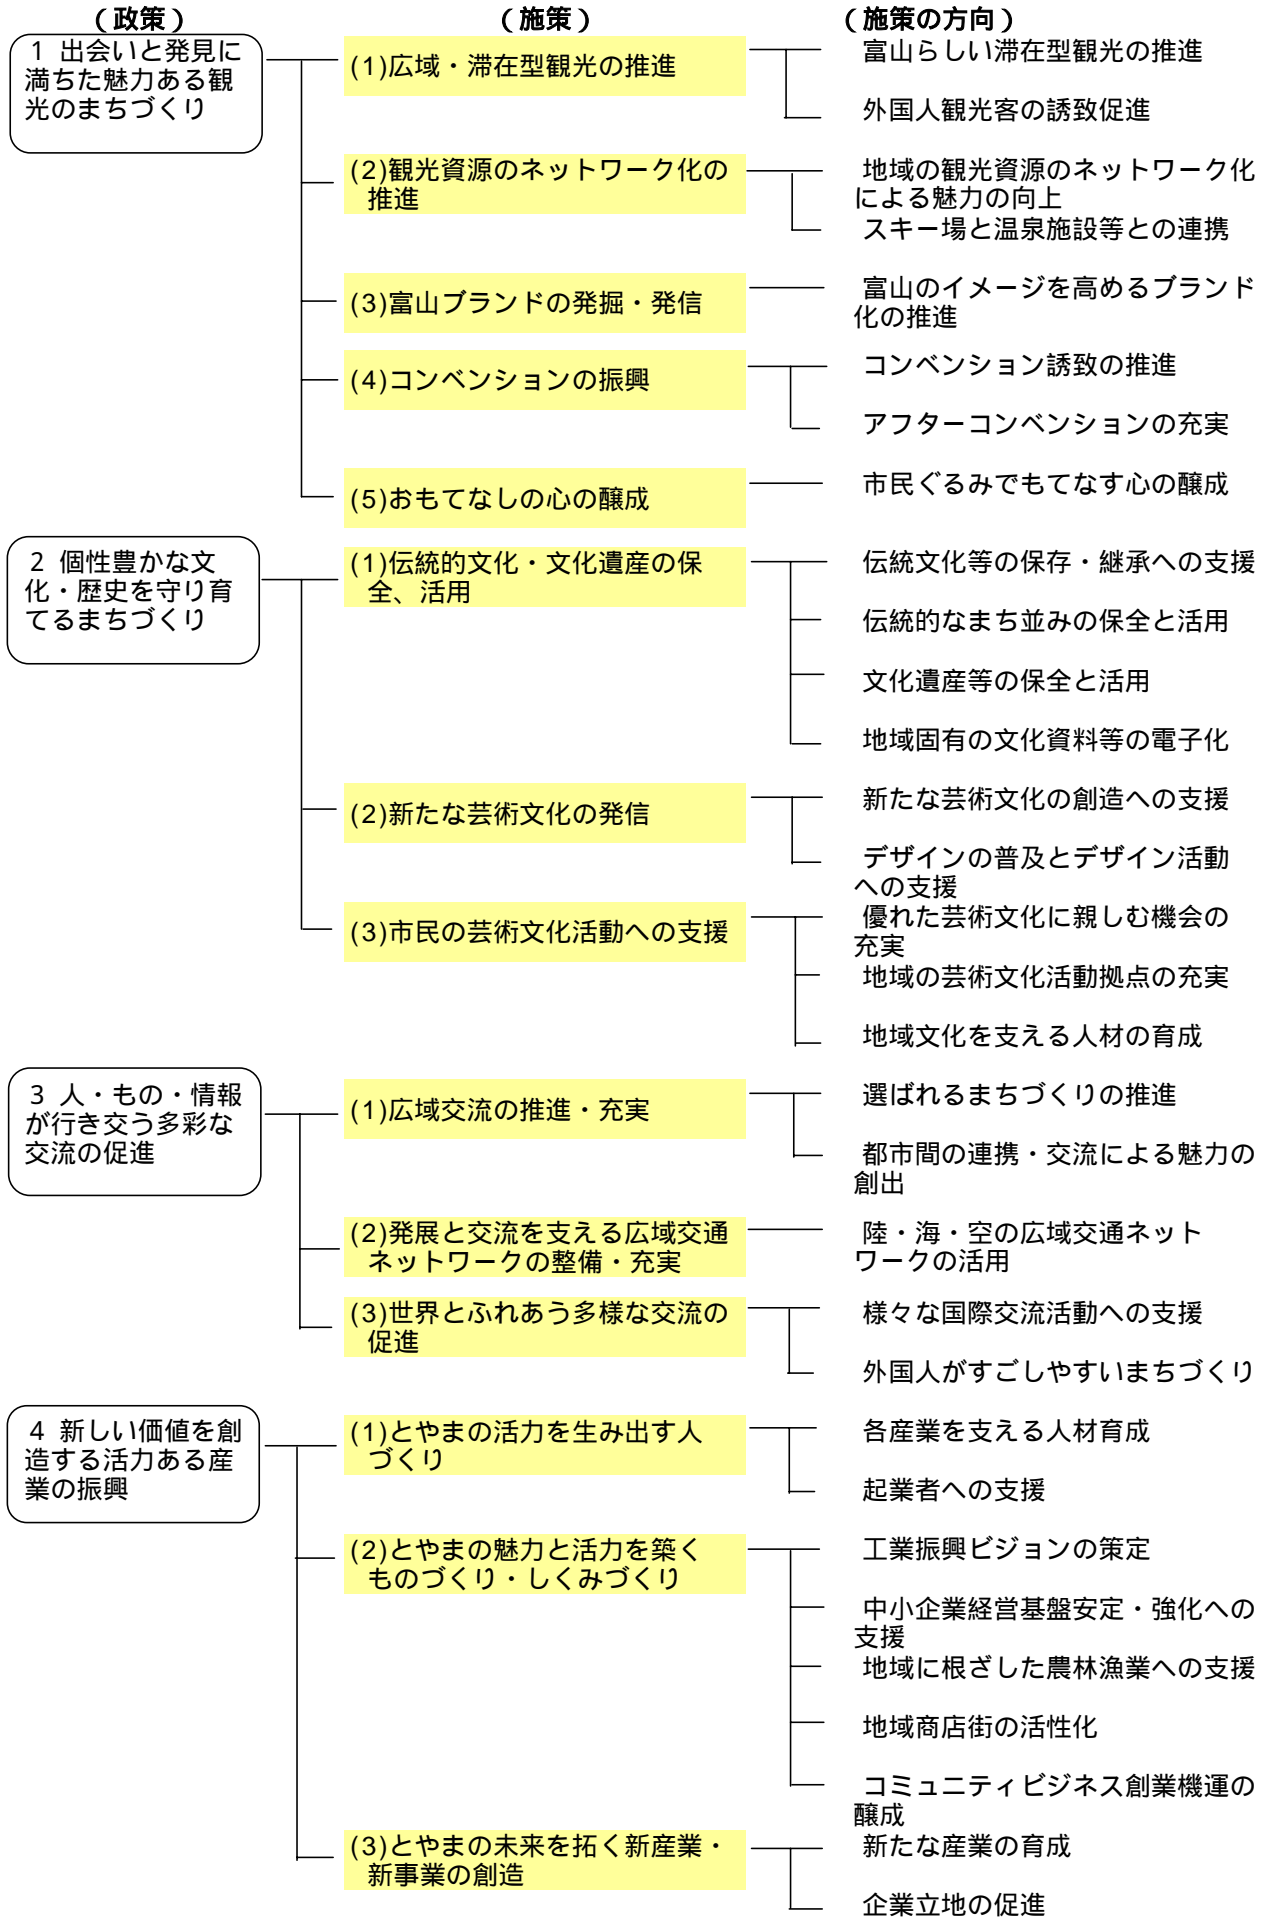 （政策）　（施策）　（施策の方向）
1 出会いと発見に
満ちた魅力ある観
光のまちづくり
(1)広域・滞在型観光の推進
富山らしい滞在型観光の推進
外国人観光客の誘致促進
(2)観光資源のネットワーク化の
推進
地域の観光資源のネットワーク化
による魅力の向上
スキー場と温泉施設等との連携
(3)富山ブランドの発掘・発信
富山のイメージを高めるブランド
化の推進
(4)コンベンションの振興
コンベンション誘致の推進
アフターコンベンションの充実
(5)おもてなしの心の醸成
市民ぐるみでもてなす心の醸成
2 個性豊かな文
化・歴史を守り育
てるまちづくり
(1)伝統的文化・文化遺産の保
全、活用
伝統文化等の保存・継承への支援
伝統的なまち並みの保全と活用
文化遺産等の保全と活用
地域固有の文化資料等の電子化
(2)新たな芸術文化の発信
新たな芸術文化の創造への支援
デザインの普及とデザイン活動
への支援
(3)市民の芸術文化活動への支援
優れた芸術文化に親しむ機会の
充実
地域の芸術文化活動拠点の充実
地域文化を支える人材の育成
3 人・もの・情報
が行き交う多彩な
交流の促進
(1)広域交流の推進・充実
選ばれるまちづくりの推進
都市間の連携・交流による魅力の
創出
(2)発展と交流を支える広域交通
ネットワークの整備・充実
陸・海・空の広域交通ネット
ワークの活用
(3)世界とふれあう多様な交流の
促進
様々な国際交流活動への支援
外国人がすごしやすいまちづくり
4 新しい価値を創
造する活力ある産
業の振興
(1)とやまの活力を生み出す人
づくり
各産業を支える人材育成
起業者への支援
(2)とやまの魅力と活力を築く
ものづくり・しくみづくり
工業振興ビジョンの策定
中小企業経営基盤安定・強化への
支援
地域に根ざした農林漁業への支援
地域商店街の活性化
コミュニティビジネス創業機運の
醸成
(3)とやまの未来を拓く新産業・
新事業の創造
新たな産業の育成
企業立地の促進